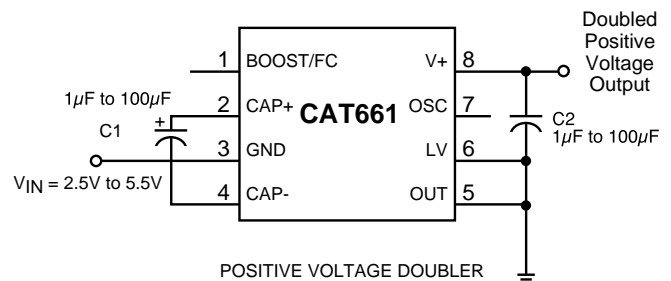 Doubled
Positive
Voltage
Output
1 BOOST/FC V+ 8
1µF to 100µF
+
C1
2 CAP+ CAT661 OSC 7
C2
1µF to 100µF
3 GND LV 6
VIN = 2.5V to 5.5V
4 CAP- OUT 5
POSITIVE VOLTAGE DOUBLER